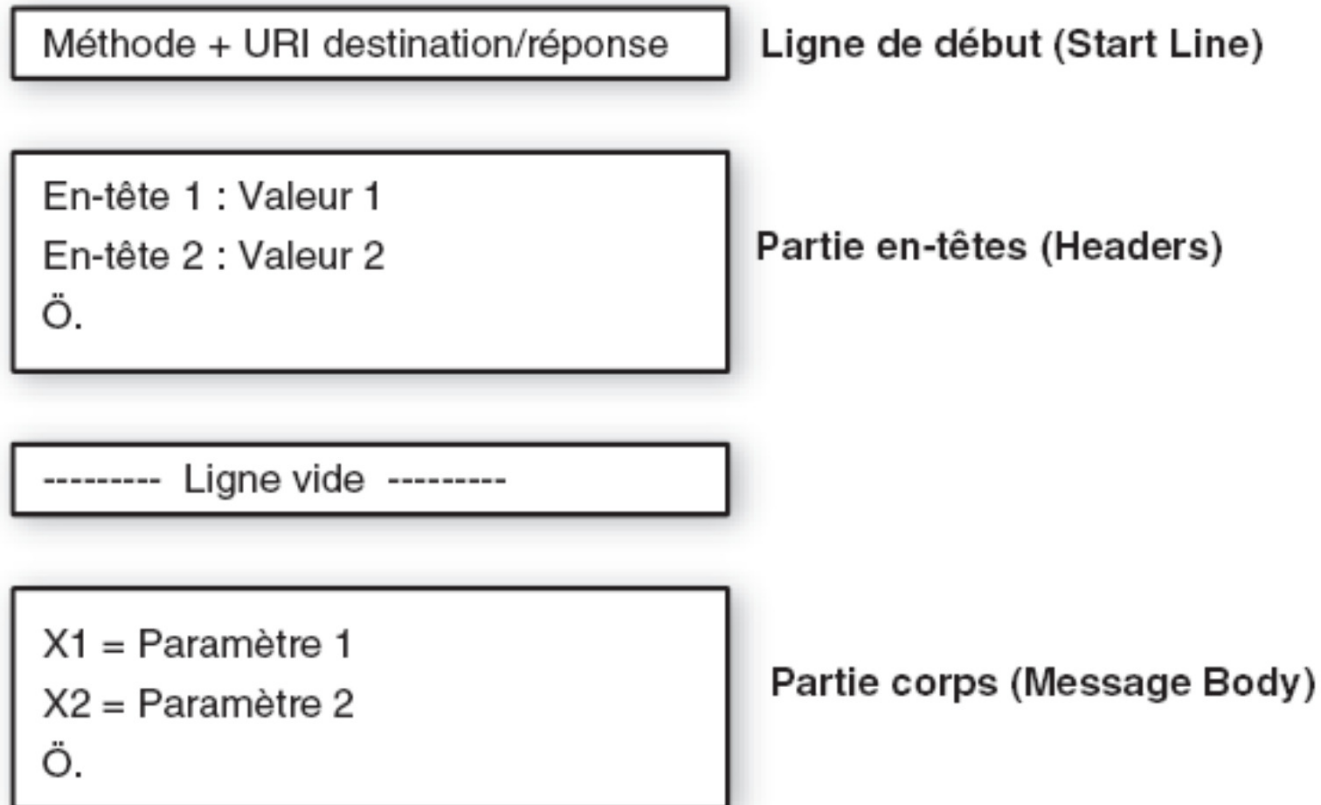 Méthode + URI destination/réponse
Ligne de début (Start Line)
En-tête 1 : Valeur 1
En-tête 2 : Valeur 2
Ö.
Partie en-têtes (Headers)
--------- Ligne vide ---------
X1 = Paramètre 1
X2 = Paramètre 2
Ö.
Partie corps (Message Body)